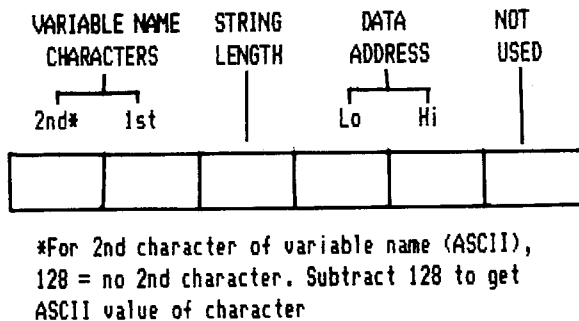 VARIABLE NAME STRING DATA NOT
CHARACTERS LENGTH ADDRESS USED
2nd* 1st Lo Hi
*For 2nd character of variable name (ASCII),
128 = no 2nd character. Subtract 128 to get
ASCII value of character